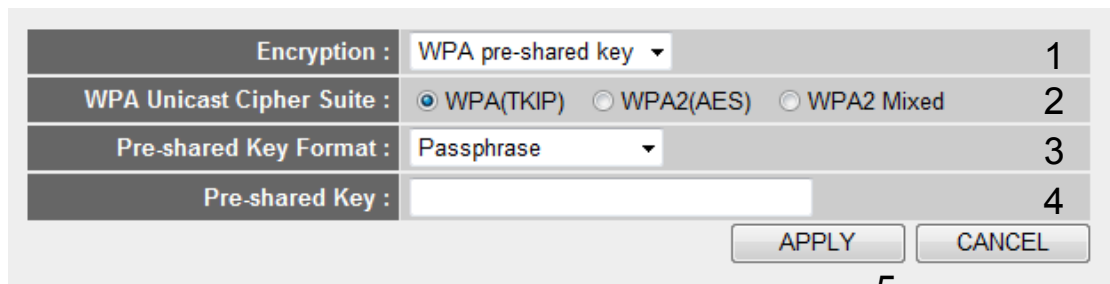 Encryption : WPA pre-shared key 1
WPA Unicast Cipher Suite : WPA(TKIP) WPA2(AES) WPA2 Mixed 2
Pre-shared Key Format : Passphrase 3
Pre-shared Key : 4
APPLY CANCEL
5